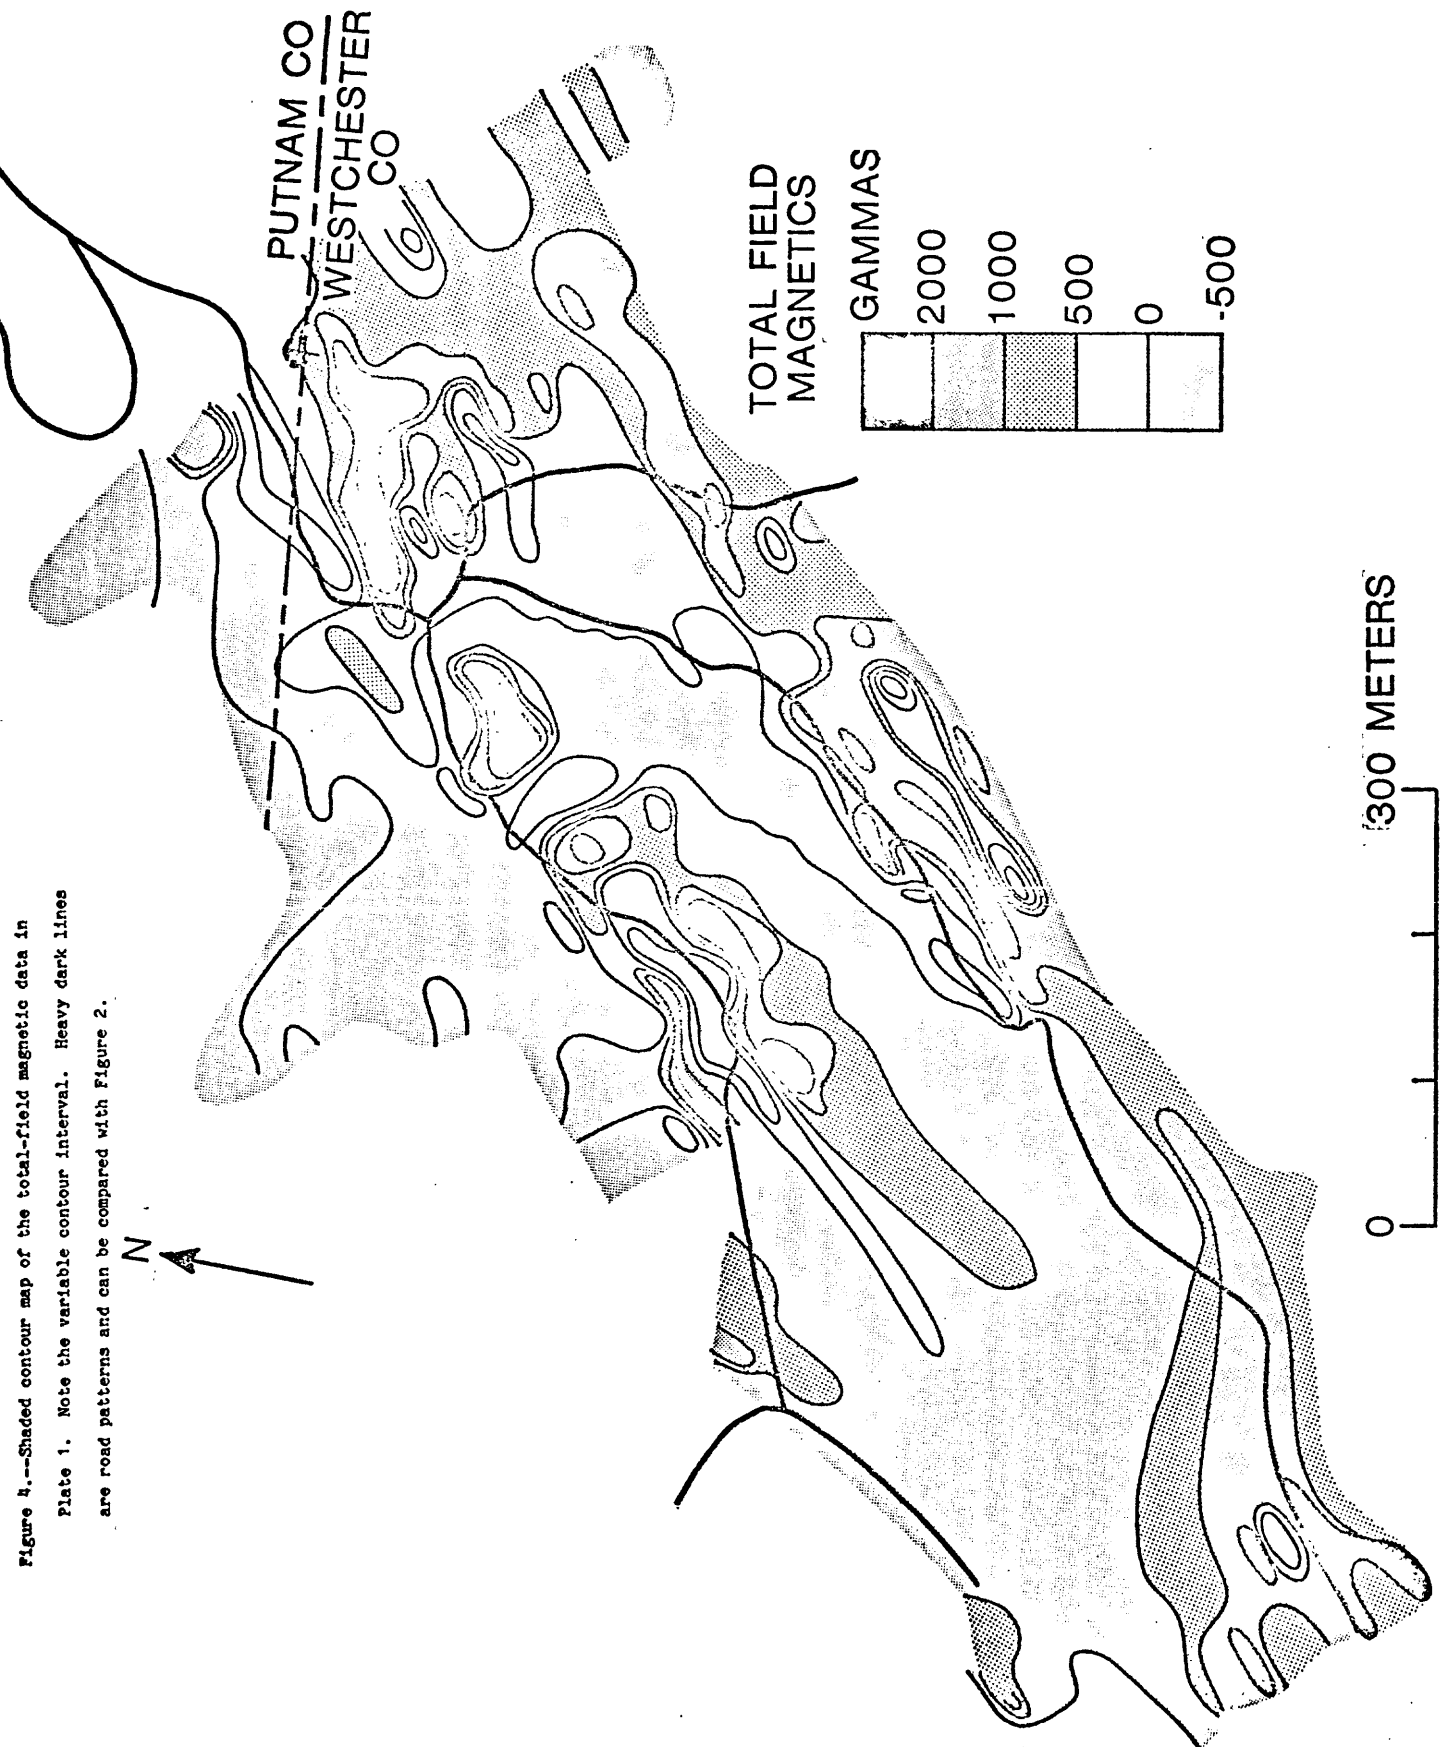 Figure 4.--Shaded contour map of the total-field magnetic data in
Plate 1. Note the variable contour interval. Heavy dark lines
are road patterns and can be compared with Figure 2.
N
PUTNAM CO
WESTCHESTER
CO
TOTAL FIELD
MAGNETICS
GAMMAS
2000
1000
500
0
-500
0
300 METERS